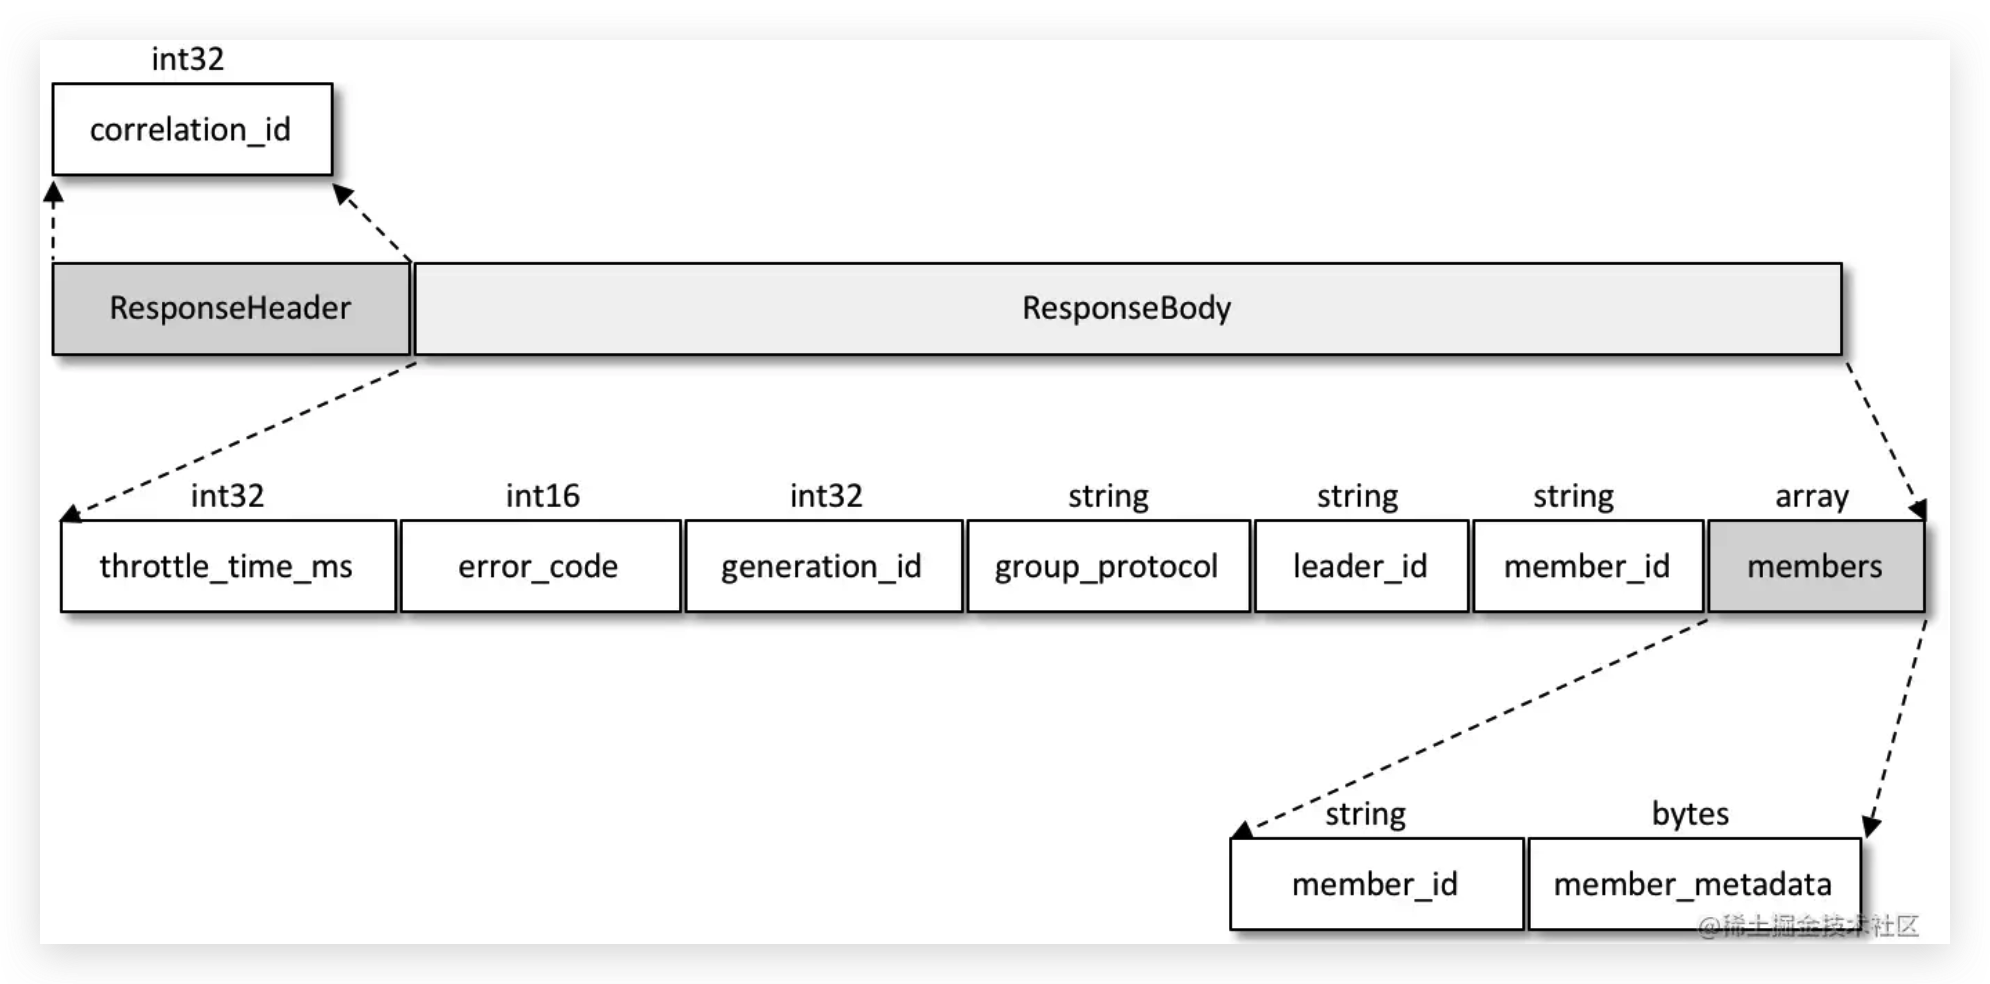 int32
correlation_id
ResponseHeader ResponseBody
int32 int16 int32 string string string array
throttle_time_ms error_code generation_id group_protocol leader_id member_id members
string bytes
member_id member_metadata
@稀土掘金技术社区